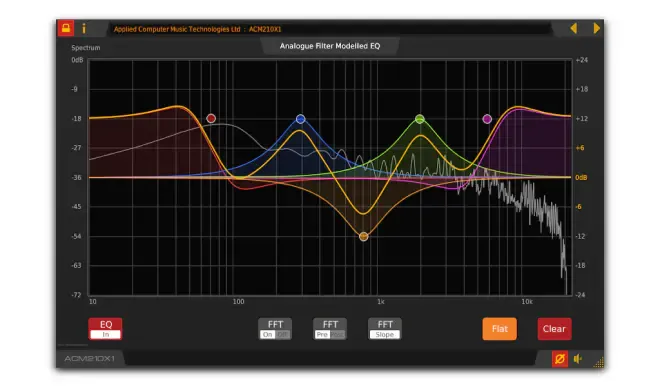 i Applied Computer Music Technologies Ltd : ACM210X1
Spectrum Analogue Filter Modelled EQ
0dB +24
-9 +18
-18 +12
-27 +6
-36 0dB
-45 -6
-54 -12
-63 -18
-72 -24
10 100 1k 10k
EQ FFT FFT FFT Flat Clear
In On Off Pre Slope
ACM210X1